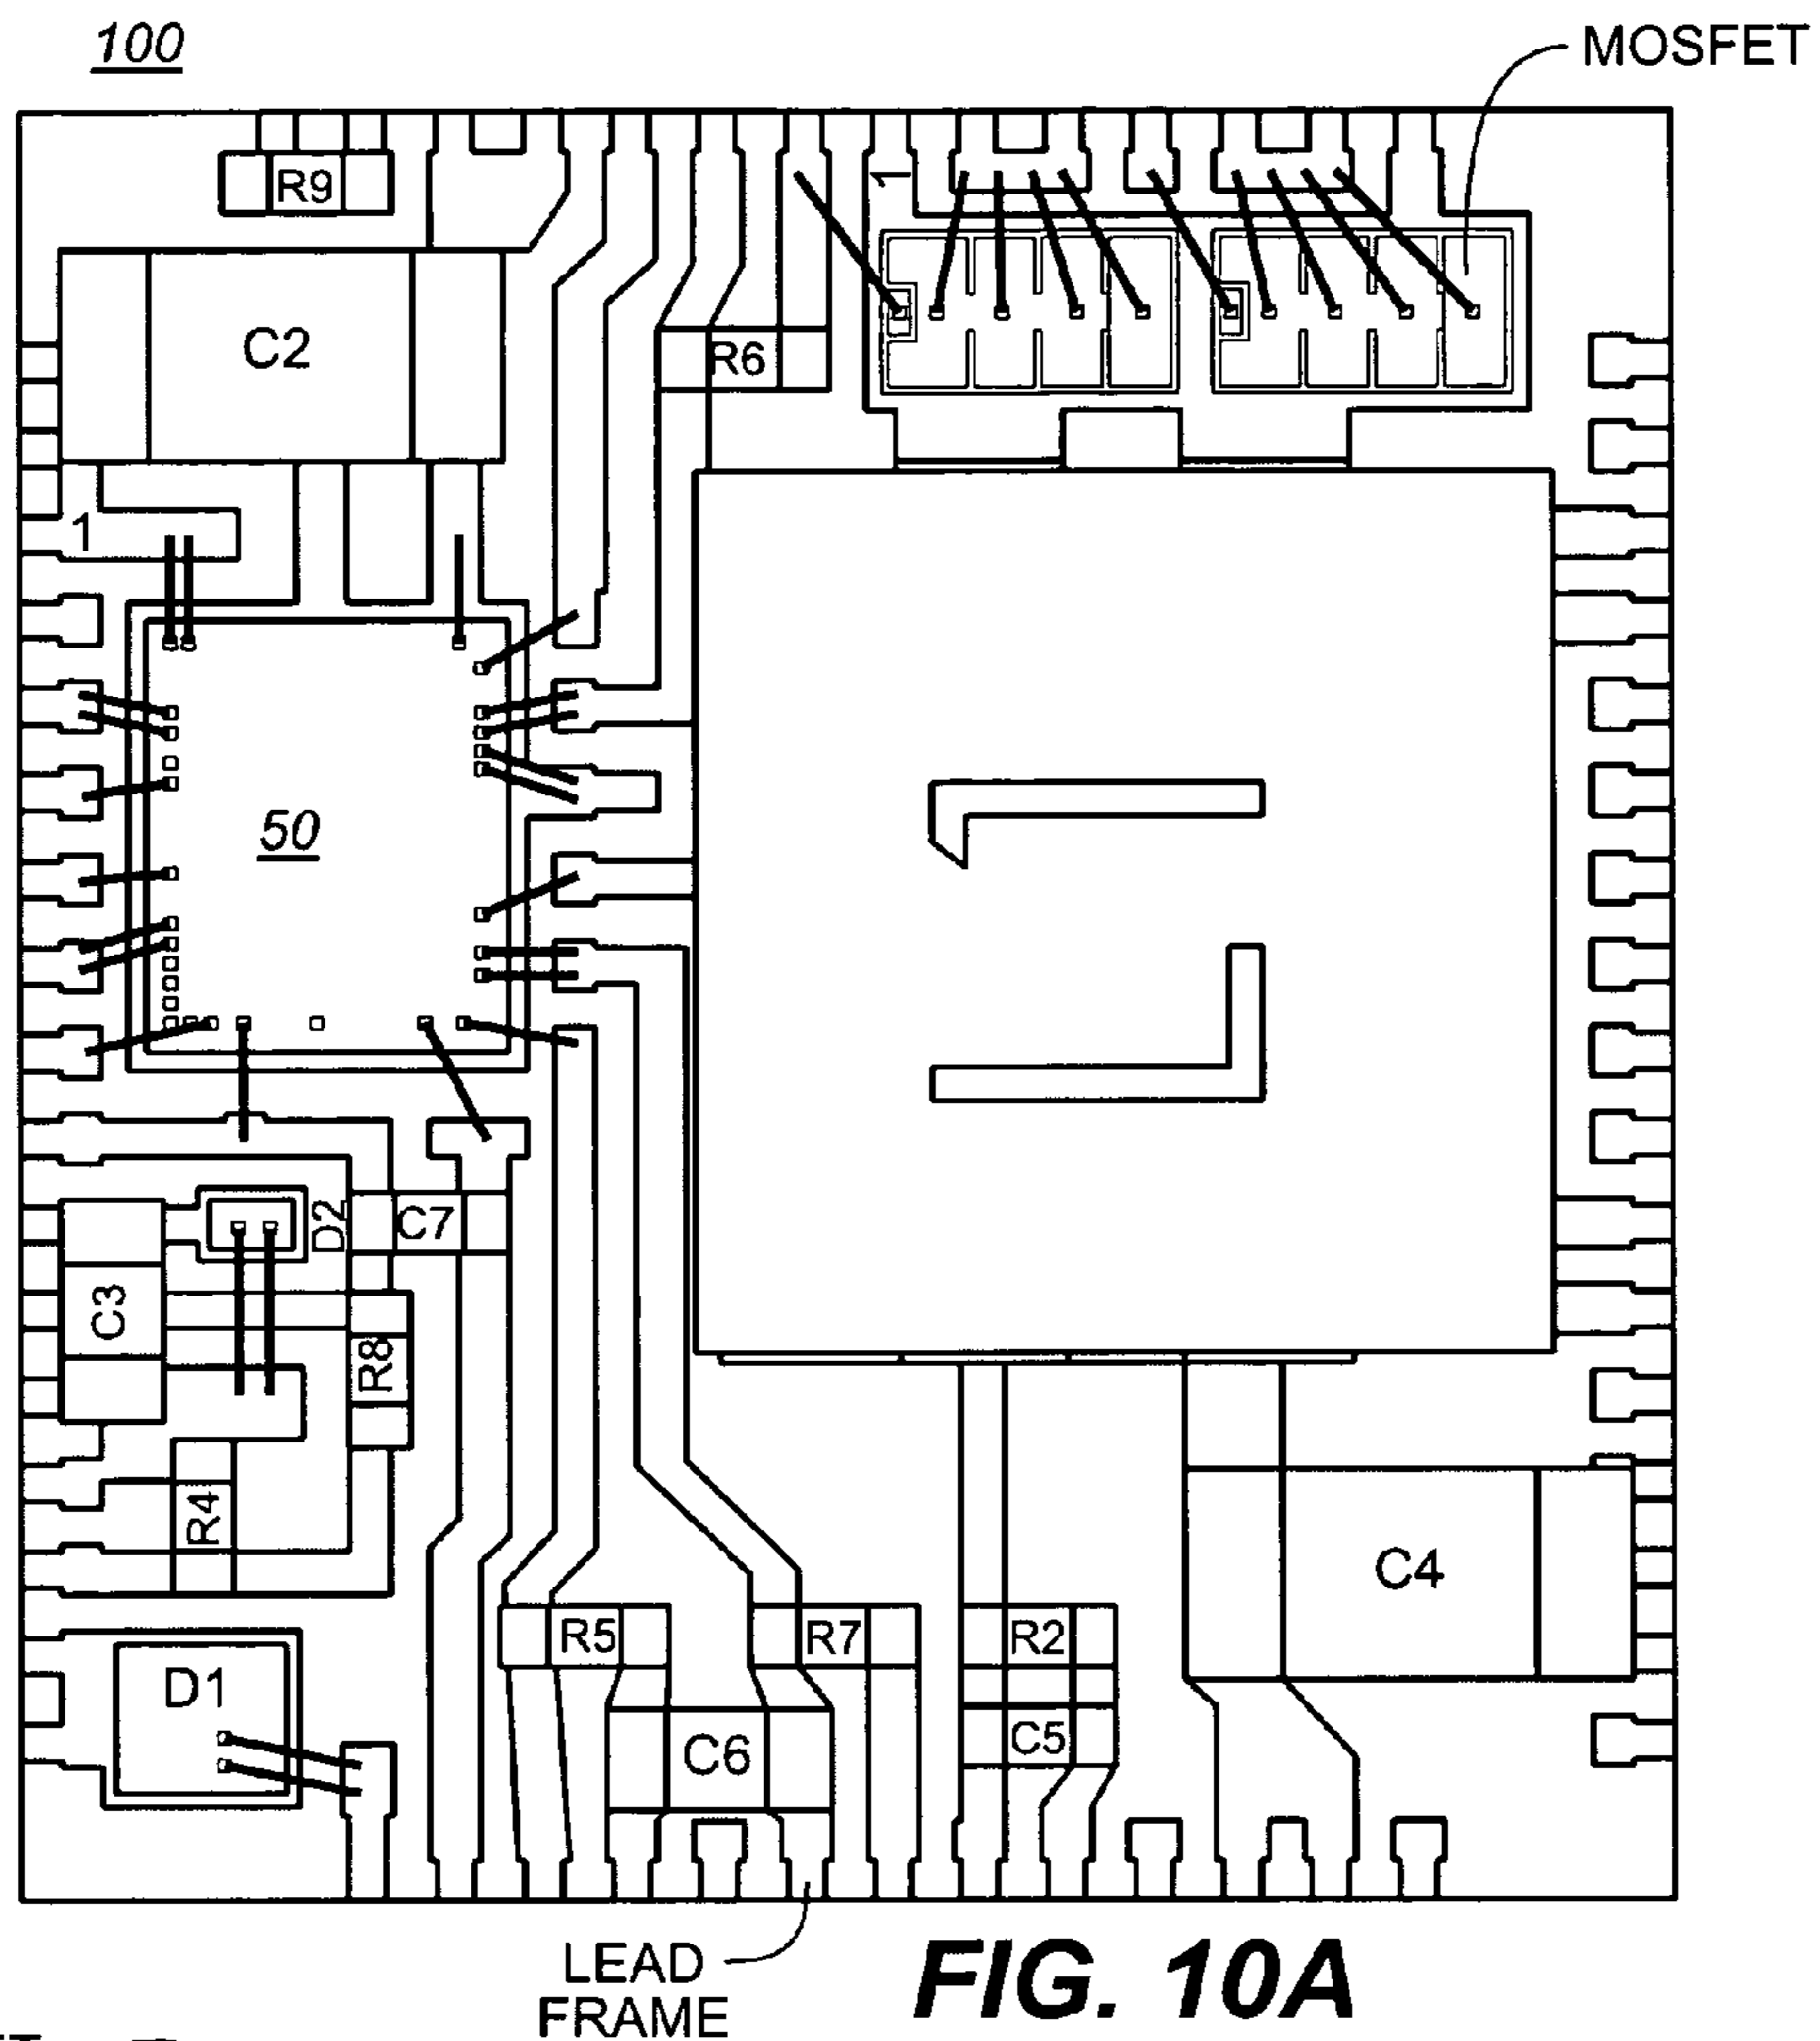 100
MOSFET
R9
1
C2
R6
1
50
D2
C7
C3
R8
R4
C4
R5
R7
R2
D1
C6
C5
LEAD
FRAME
FIG. 10A